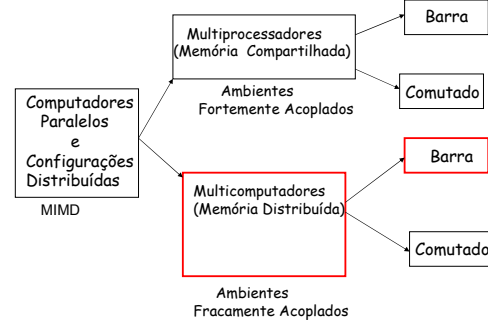 Computadores
Paralelos
e
Configurações
Distribuídas
MIMD
Multiprocessadores
(Memória Compartilhada)
Ambientes
Fortemente Acoplados
Barra
Comutado
Multicomputadores
(Memória Distribuída)
Ambientes
Fracamente Acoplados
Barra
Comutado